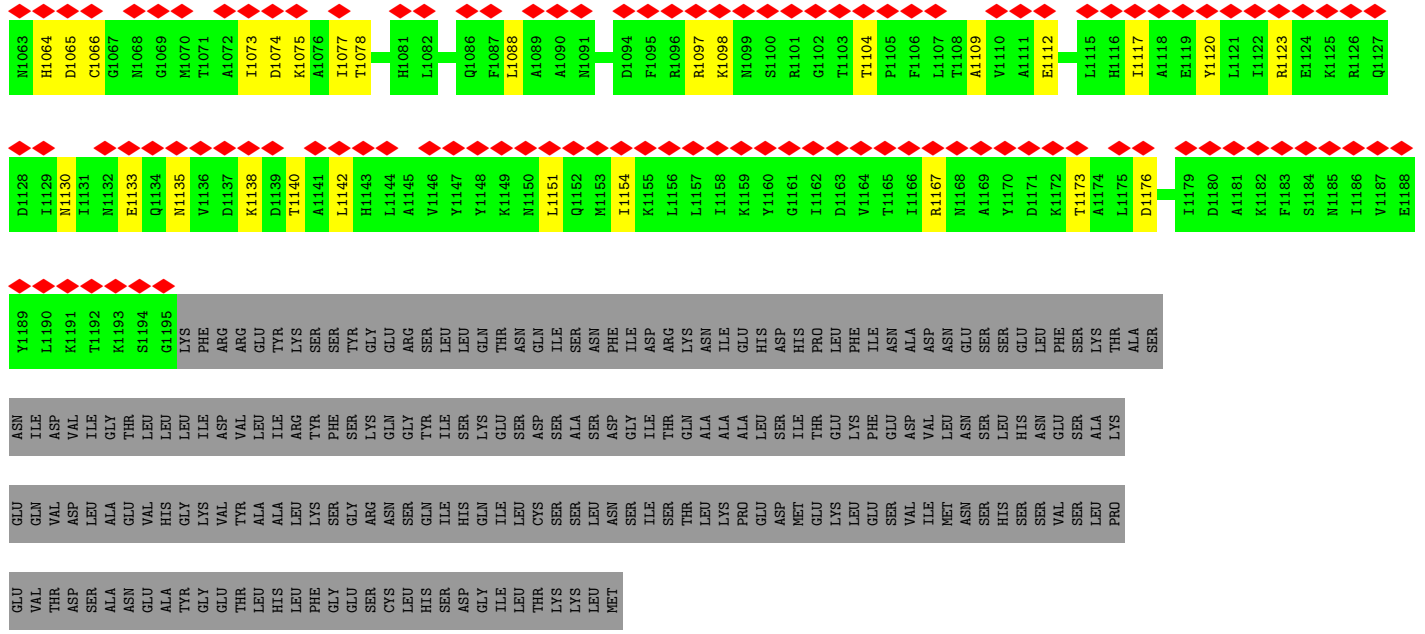 N1063 H1064 D1065 C1066 G1067 N1068 G1069 M1070 T1071 A1072 I1073 D1074 K1075 A1076 I1077 T1078 H1081 L1082 Q1086 F1087 L1088 A1089 A1090 N1091 D1094 F1095 R1096 R1097 K1098 N1099 S1100 R1101 G1102 T1103 T1104 P1105 F1106 L1107 T1108 A1109 V1110 A1111 E1112 L1115 H1116 I1117 A1118 E1119 Y1120 L1121 I1122 R1123 E1124 K1125 R1126 Q1127
D1128 I1129 N1130 I1131 N1132 E1133 Q1134 N1135 V1136 D1137 K1138 D1139 T1140 A1141 L1142 H1143 L1144 A1145 V1146 Y1147 Y1148 K1149 N1150 L1151 Q1152 M1153 I1154 K1155 L1156 L1157 I1158 K1159 Y1160 G1161 I1162 D1163 V1164 T1165 I1166 R1167 N1168 A1169 Y1170 D1171 K1172 T1173 A1174 L1175 D1176 I1179 D1180 A1181 K1182 F1183 S1184 N1185 I1186 V1187 E1188
Y1189 L1190 K1191 T1192 K1193 S1194 G1195 LYS PHE ARG ARG GLU TYR LYS SER SER TYR GLY GLU ARG SER LEU LEU GLN THR ASN GLN ILE SER ASN PHE ILE ASP ARG LYS ASN ILE GLU HIS ASP HIS PRO LEU PHE ILE ASN ALA ASP ASN GLU SER SER GLU LEU PHE SER LYS THR ALA SER
ASN ILE ASP VAL ILE GLY THR LEU LEU LEU ILE ASP VAL LEU ILE ARG TYR PHE SER LYS GLN GLY TYR ILE SER LYS GLU SER ASP SER ALA SER ASP GLY ILE THR GLN ALA ALA ALA LEU SER ILE THR GLU LYS PHE GLU ASP VAL LEU ASN SER LEU HIS ASN GLU SER ALA LYS
GLU GLN VAL ASP LEU ALA GLU VAL HIS GLY LYS VAL TYR ALA ALA LEU LYS SER GLY ARG ASN SER GLN ILE HIS GLN ILE LEU CYS SER SER LEU ASN SER ILE SER THR LEU LYS PRO GLU ASP MET GLU LYS LEU GLU SER VAL ILE MET ASN SER HIS SER SER VAL SER LEU PRO
GLU VAL THR ASP SER ALA ASN GLU ALA TYR GLY GLU THR LEU HIS LEU PHE GLY GLU SER CYS LEU HIS SER ASP GLY ILE LEU THR LYS LYS LEU MET